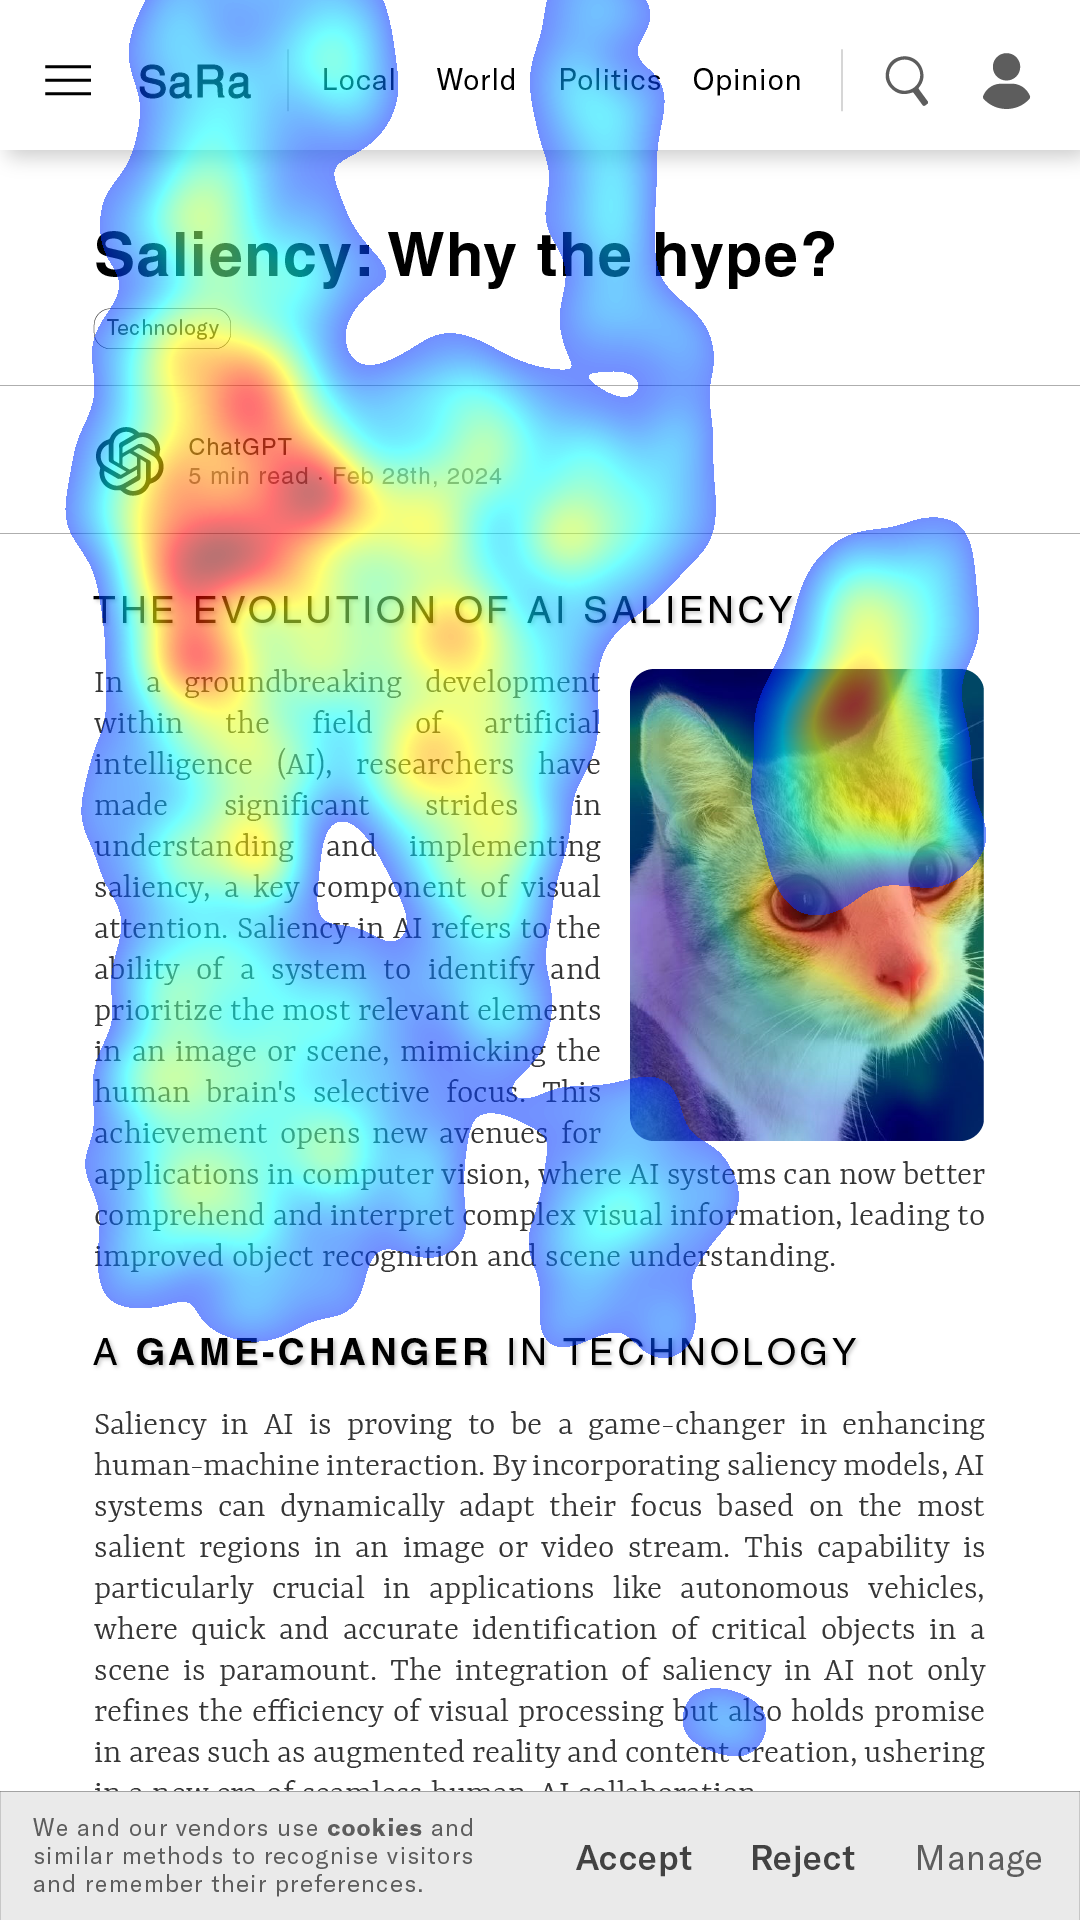 SaRa Local World Politics Opinion
Saliency: Why the hype?
Technology
ChatGPT
5 min read · Feb 28th, 2024
THE EVOLUTION OF AI SALIENCY
In a groundbreaking development
within the field of artificial
intelligence (AI), researchers have
made significant strides in
understanding and implementing
saliency, a key component of visual
attention. Saliency in AI refers to the
ability of a system to identify and
prioritize the most relevant elements
in an image or scene, mimicking the
human brain's selective focus. This
achievement opens new avenues for
applications in computer vision, where AI systems can now better
comprehend and interpret complex visual information, leading to
improved object recognition and scene understanding.
A GAME-CHANGER IN TECHNOLOGY
Saliency in AI is proving to be a game-changer in enhancing
human-machine interaction. By incorporating saliency models, AI
systems can dynamically adapt their focus based on the most
salient regions in an image or video stream. This capability is
particularly crucial in applications like autonomous vehicles,
where quick and accurate identification of critical objects in a
scene is paramount. The integration of saliency in AI not only
refines the efficiency of visual processing but also holds promise
in areas such as augmented reality and content creation, ushering
in a new era of seamless human-AI collaboration.
We and our vendors use cookies and
similar methods to recognise visitors
and remember their preferences.
Accept Reject Manage